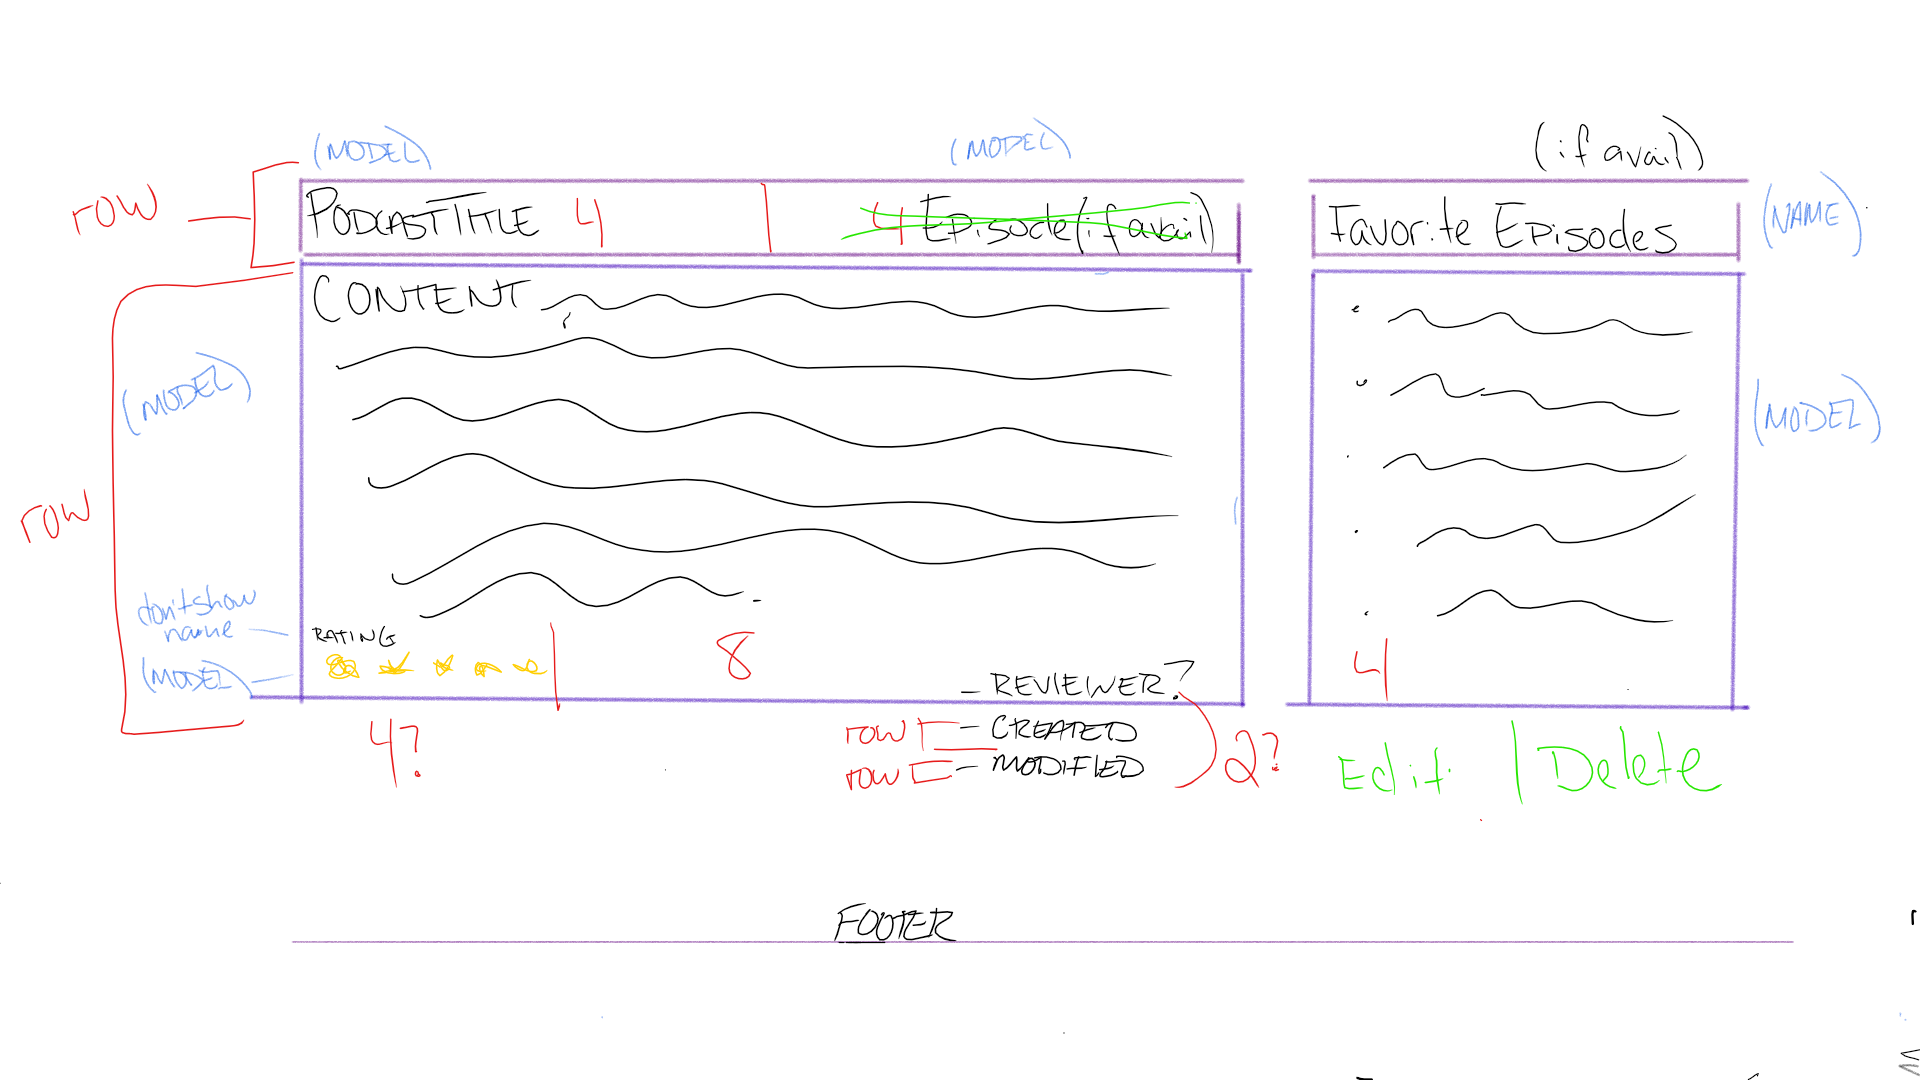 (MODEL)
(MODEL)
(if avail)
row
PODCAST TITLE 4
4 Episode (if avail)
Favorite Episodes
(NAME)
CONTENT
(MODEL)
(MODEL)
row
don't show
name
RATING
(MODEL)
8
4
- REVIEWER?
4?
row - CREATED
row - MODIFIED
2?
Edit | Delete
FOOTER